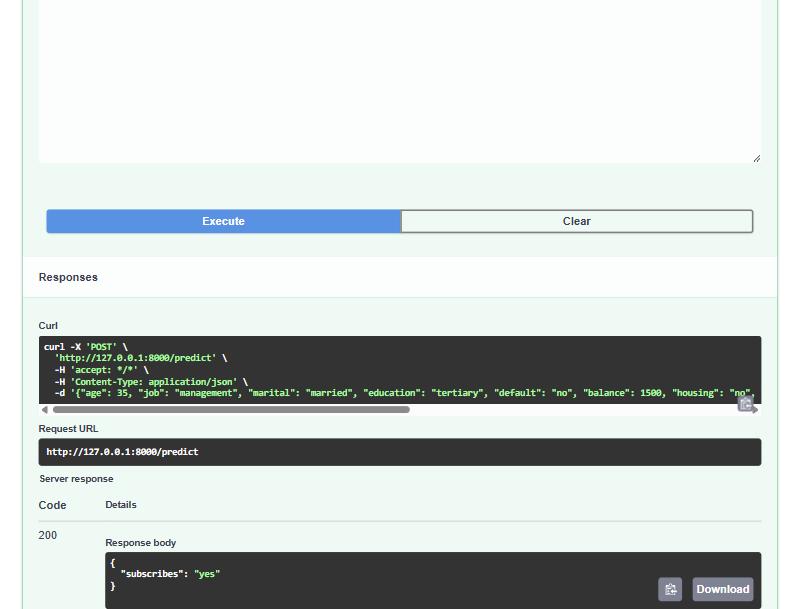 Execute
Clear
Responses
Curl
curl -X 'POST' \
'http://127.0.0.1:8000/predict' \
-H 'accept: */*' \
-H 'Content-Type: application/json' \
-d '{"age": 35, "job": "management", "marital": "married", "education": "tertiary", "default": "no", "balance": 1500, "housing": "no",
Request URL
http://127.0.0.1:8000/predict
Server response
Code
Details
200
Response body
{
"subscribes": "yes"
}
Download